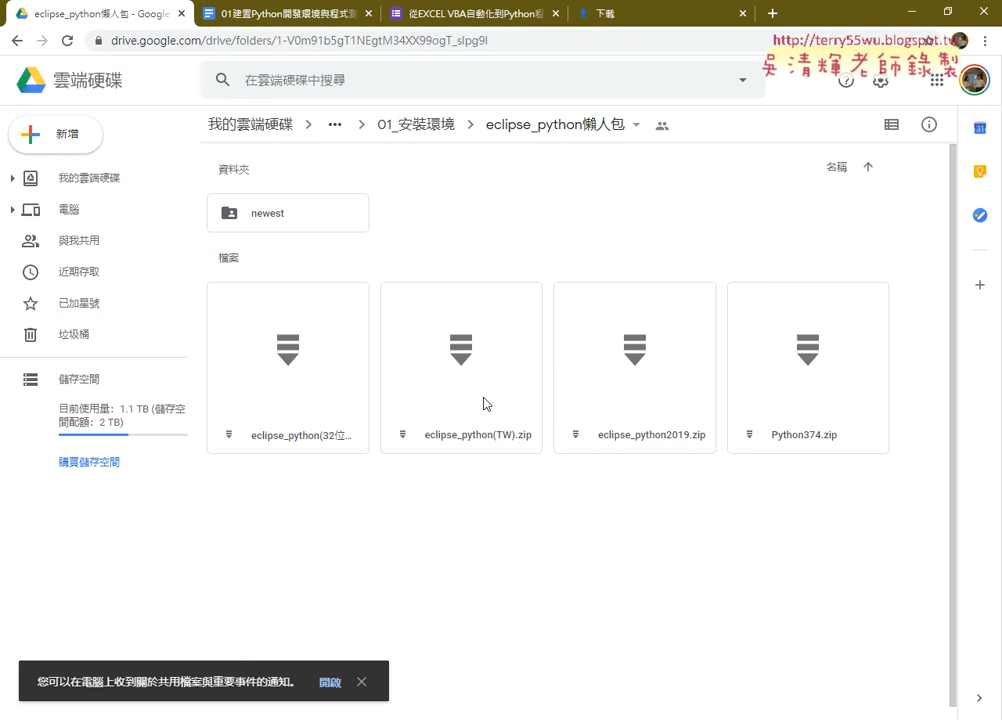 eclipse_python懶人包 - Google
01建置Python開發環境與程式測
從EXCEL VBA自動化到Python程
下載
drive.google.com/drive/folders/1-V0m91b5gT1NEgtM34XX99ogT_slpg9l
http://terry55wu.blogspot.tw
吳清輝老師錄製
雲端硬碟
在雲端硬碟中搜尋
新增
我的雲端硬碟
01_安裝環境
eclipse_python懶人包
31
資料夾
名稱
我的雲端硬碟
電腦
newest
與我共用
檔案
近期存取
已加星號
垃圾桶
儲存空間
目前使用量：1.1 TB (儲存空
間配額：2 TB)
eclipse_python(32位...
eclipse_python(TW).zip
eclipse_python2019.zip
Python374.zip
購買儲存空間
您可以在電腦上收到關於共用檔案與重要事件的通知。
開啟